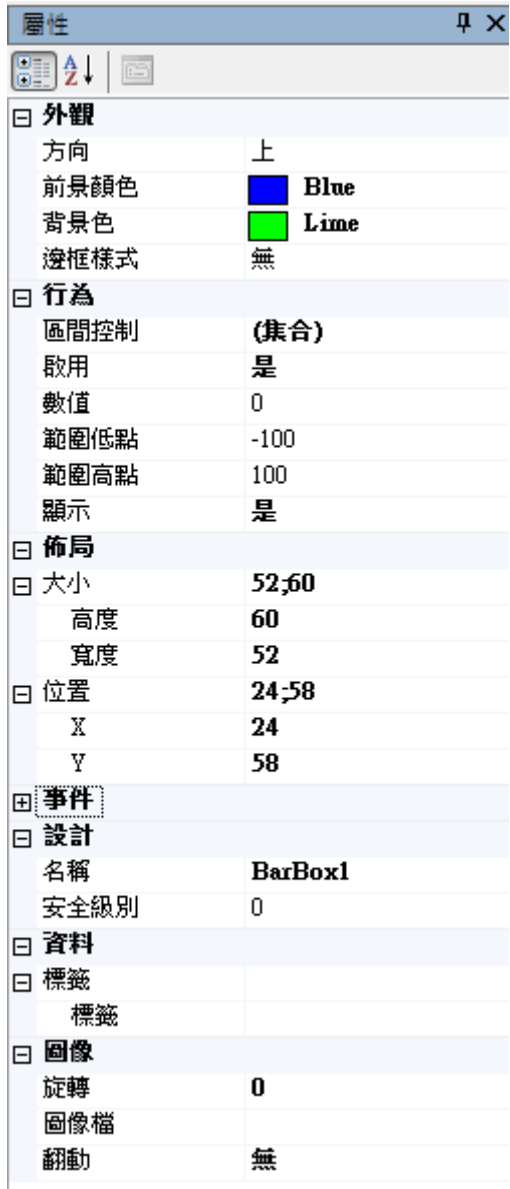 屬性
外觀
方向 上
前景顏色 Blue
背景色 Lime
邊框樣式 無
行為
區間控制 (集合)
啟用 是
數值 0
範圍低點 -100
範圍高點 100
顯示 是
佈局
大小 52;60
高度 60
寬度 52
位置 24;58
X 24
Y 58
事件
設計
名稱 BarBox1
安全級別 0
資料
標籤
標籤
圖像
旋轉 0
圖像檔
翻動 無